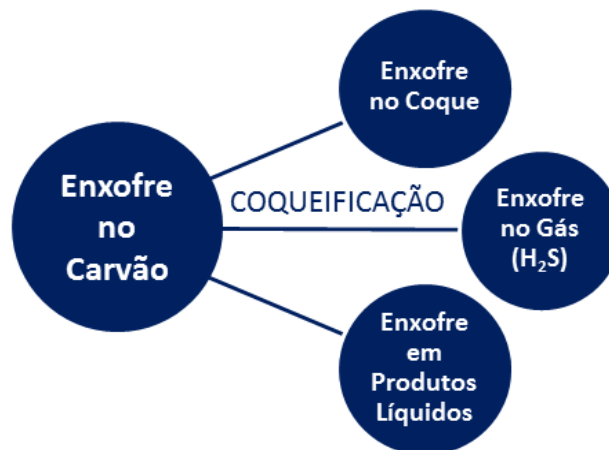 Enxofre
no Coque
Enxofre
no
Carvão
COQUEIFICAÇÃO
Enxofre
no Gás
(H₂S)
Enxofre
em
Produtos
Líquidos